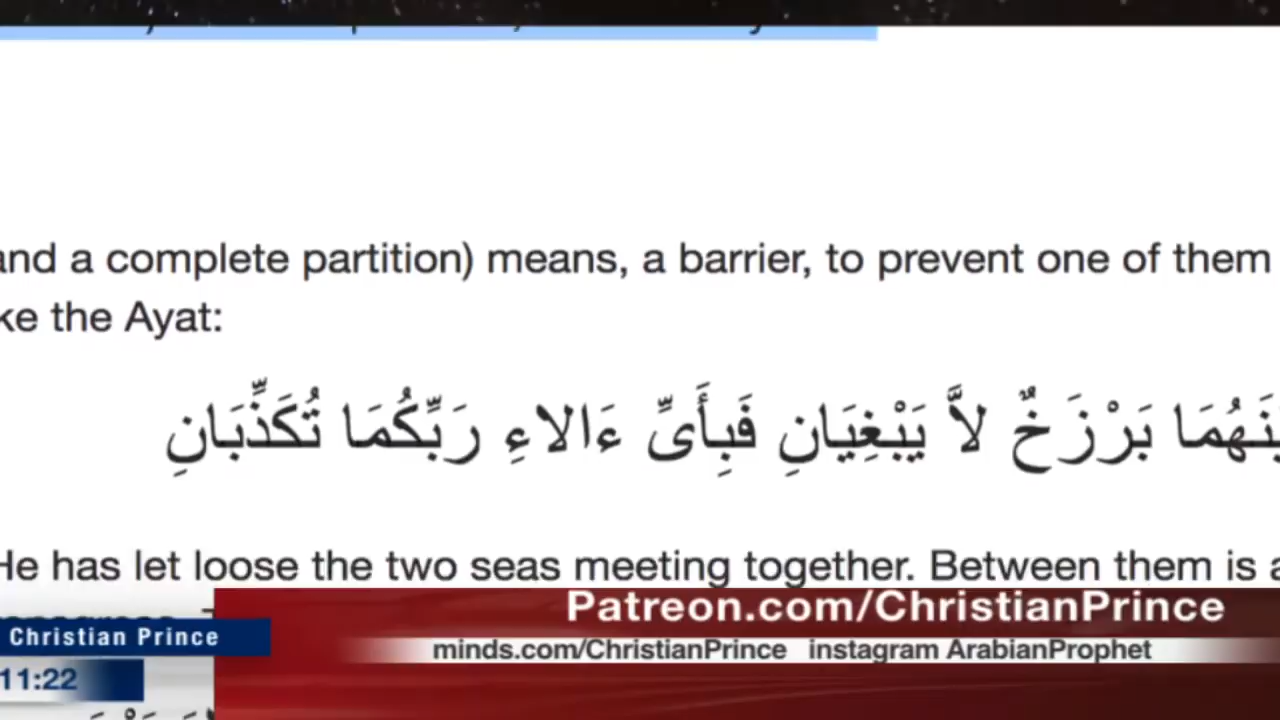 and a complete partition) means, a barrier, to prevent one of them
ke the Ayat:
بَرْزَخٌ لاَّ يَبْغِيَانِ فَبِأَىِّ ءَالاءِ رَبِّكُمَا تُكَذِّبَانِ
He has let loose the two seas meeting together. Between them is a
Patreon.com/ChristianPrince
Christian Prince
minds.com/ChristianPrince instagram ArabianProphet
11:22